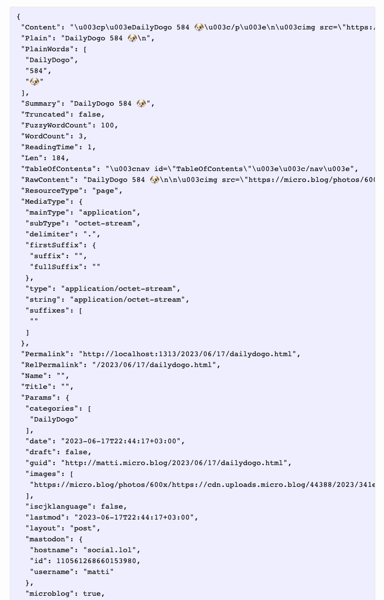 {
"Content": "\u003cp\u003eDailyDogo 584 🐶\u003c/p\u003e\n\u003cimg src=\"https:
"Plain": "DailyDogo 584 🐶\n",
"PlainWords": [
"DailyDogo",
"584",
"🐶"
],
"Summary": "DailyDogo 584 🐶",
"Truncated": false,
"FuzzyWordCount": 100,
"WordCount": 3,
"ReadingTime": 1,
"Len": 184,
"TableOfContents": "\u003cnav id=\"TableOfContents\"\u003e\u003c/nav\u003e",
"RawContent": "DailyDogo 584 🐶\n\n\u003cimg src=\"https://micro.blog/photos/600
"ResourceType": "page",
"MediaType": {
"mainType": "application",
"subType": "octet-stream",
"delimiter": ".",
"firstSuffix": {
"suffix": "",
"fullSuffix": ""
},
"type": "application/octet-stream",
"string": "application/octet-stream",
"suffixes": [
""
]
},
"Permalink": "http://localhost:1313/2023/06/17/dailydogo.html",
"RelPermalink": "/2023/06/17/dailydogo.html",
"Name": "",
"Title": "",
"Params": {
"categories": [
"DailyDogo"
],
"date": "2023-06-17T22:44:17+03:00",
"draft": false,
"guid": "http://matti.micro.blog/2023/06/17/dailydogo.html",
"images": [
"https://micro.blog/photos/600x/https://cdn.uploads.micro.blog/44388/2023/341e
],
"iscjklanguage": false,
"lastmod": "2023-06-17T22:44:17+03:00",
"layout": "post",
"mastodon": {
"hostname": "social.lol",
"id": 110561268660153980,
"username": "matti"
},
"microblog": true,